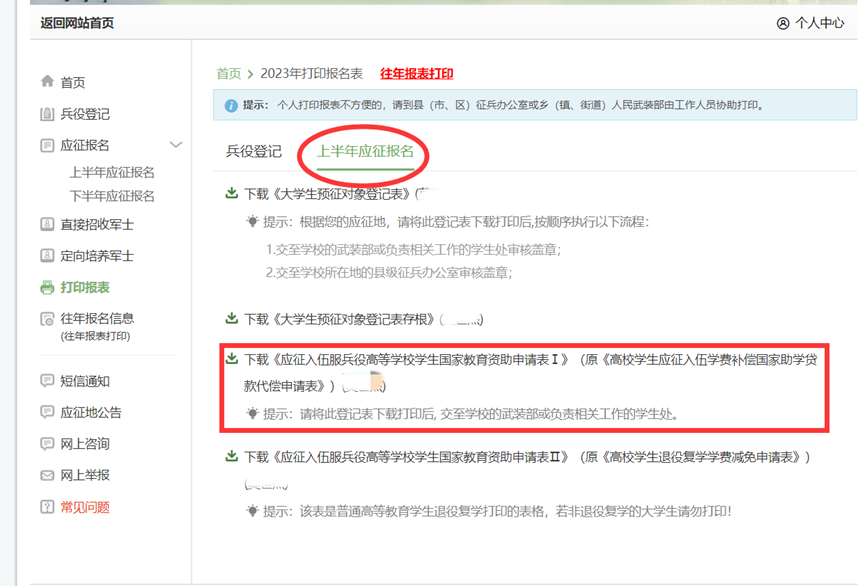 返回网站首页
个人中心
首页
兵役登记
应征报名
上半年应征报名
下半年应征报名
直接招收军士
定向培养军士
打印报表
往年报名信息
(往年报表打印)
短信通知
应征地公告
网上咨询
网上举报
常见问题
首页 > 2023年打印报名表 往年报表打印
提示： 个人打印报表不方便的，请到县（市、区）征兵办公室或乡（镇、街道）人民武装部由工作人员协助打印。
兵役登记 上半年应征报名
下载《大学生预征对象登记表》(
提示：根据您的应征地，请将此登记表下载打印后,按顺序执行以下流程：
1.交至学校的武装部或负责相关工作的学生处审核盖章；
2.交至学校所在地的县级征兵办公室审核盖章；
下载《大学生预征对象登记表存根》( )
下载《应征入伍服兵役高等学校学生国家教育资助申请表Ⅰ》（原《高校学生应征入伍学费补偿国家助学贷
款代偿申请表》）( )
提示：请将此登记表下载打印后, 交至学校的武装部或负责相关工作的学生处。
下载《应征入伍服兵役高等学校学生国家教育资助申请表Ⅱ》（原《高校学生退役复学学费减免申请表》）
( )
提示：该表是普通高等教育学生退役复学打印的表格，若非退役复学的大学生请勿打印！